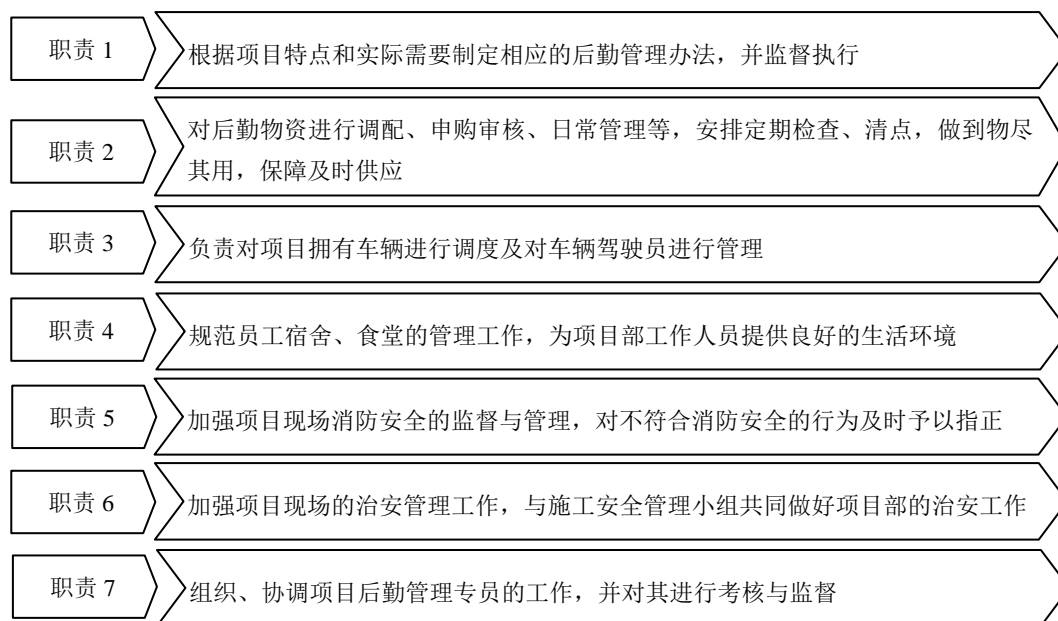 职责 1
根据项目特点和实际需要制定相应的后勤管理办法，并监督执行
职责 2
对后勤物资进行调配、申购审核、日常管理等，安排定期检查、清点，做到物尽
其用，保障及时供应
职责 3
负责对项目拥有车辆进行调度及对车辆驾驶员进行管理
职责 4
规范员工宿舍、食堂的管理工作，为项目部工作人员提供良好的生活环境
职责 5
加强项目现场消防安全的监督与管理，对不符合消防安全的行为及时予以指正
职责 6
加强项目现场的治安管理工作，与施工安全管理小组共同做好项目部的治安工作
职责 7
组织、协调项目后勤管理专员的工作，并对其进行考核与监督